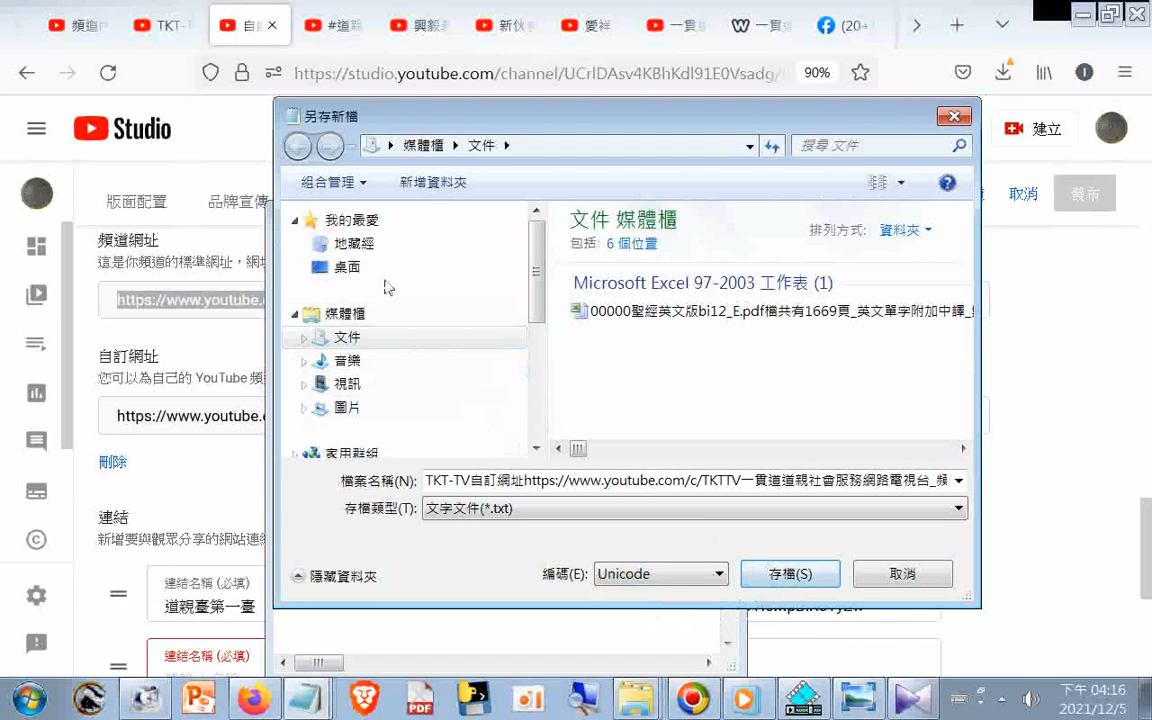 頻道
TKT-
自
#道
興毅
新伙
愛祥
一貫
一貫
(20+
https://studio.youtube.com/channel/UCrlDAsv4KBhKdl91E0Vsadg/
90%
Studio
建立
版面配置
品牌宣傳
取消
發布
頻道網址
這是你頻道的標準網址，網址
https://www.youtube.
自訂網址
您可以為自己的 YouTube 頻
https://www.youtube.
刪除
連結
新增要與觀眾分享的網站連結
連結名稱 (必填)
道親臺第一臺
連結名稱 (必填)
另存新檔
媒體櫃
文件
搜尋 文件
組合管理
新增資料夾
我的最愛
地藏經
桌面
媒體櫃
文件
音樂
視訊
圖片
家用群組
文件 媒體櫃
包括: 6 個位置
排列方式: 資料夾
Microsoft Excel 97-2003 工作表 (1)
00000聖經英文版bi12_E.pdf檔共有1669頁_英文單字附加中譯_
檔案名稱(N): TKT-TV自訂網址https://www.youtube.com/c/TKTTV一貫道道親社會服務網路電視台_頻
存檔類型(T): 文字文件(*.txt)
隱藏資料夾
編碼(E): Unicode
存檔(S)
取消
下午 04:16
2021/12/5